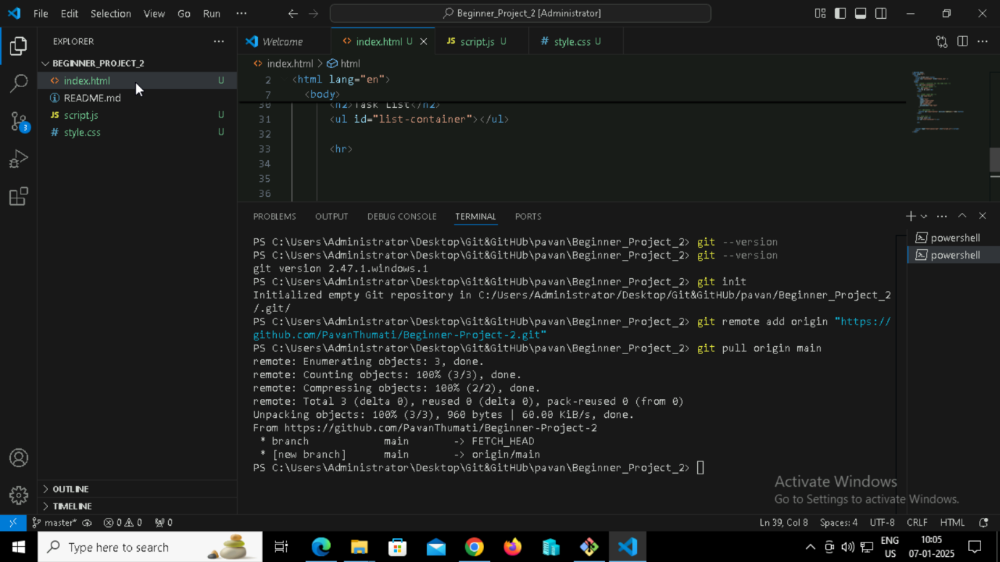 File Edit Selection View Go Run ··· Beginner_Project_2 [Administrator]
EXPLORER ···
BEGINNER_PROJECT_2
index.html U
README.md
script.js U
style.css U
OUTLINE
TIMELINE
3
Welcome index.html U script.js U style.css U
index.html > html
2 <html lang="en">
7 <body>
30 <h2>Task List</h2>
31 <ul id="list-container"></ul>
32
33 <hr>
34
35
36
PROBLEMS OUTPUT DEBUG CONSOLE TERMINAL PORTS
PS C:\Users\Administrator\Desktop\Git&GitHUb\pavan\Beginner_Project_2> git --version
PS C:\Users\Administrator\Desktop\Git&GitHUb\pavan\Beginner_Project_2> git --version
git version 2.47.1.windows.1
PS C:\Users\Administrator\Desktop\Git&GitHUb\pavan\Beginner_Project_2> git init
Initialized empty Git repository in C:/Users/Administrator/Desktop/Git&GitHUb/pavan/Beginner_Project_2
/.git/
PS C:\Users\Administrator\Desktop\Git&GitHUb\pavan\Beginner_Project_2> git remote add origin "https://
github.com/PavanThumati/Beginner-Project-2.git"
PS C:\Users\Administrator\Desktop\Git&GitHUb\pavan\Beginner_Project_2> git pull origin main
remote: Enumerating objects: 3, done.
remote: Counting objects: 100% (3/3), done.
remote: Compressing objects: 100% (2/2), done.
remote: Total 3 (delta 0), reused 0 (delta 0), pack-reused 0 (from 0)
Unpacking objects: 100% (3/3), 960 bytes | 60.00 KiB/s, done.
From https://github.com/PavanThumati/Beginner-Project-2
* branch main -> FETCH_HEAD
* [new branch] main -> origin/main
PS C:\Users\Administrator\Desktop\Git&GitHUb\pavan\Beginner_Project_2>
powershell
powershell
Activate Windows
Go to Settings to activate Windows.
master* 0 0 0 Ln 39, Col 8 Spaces: 4 UTF-8 CRLF HTML
Type here to search
ENG
US
10:05
07-01-2025